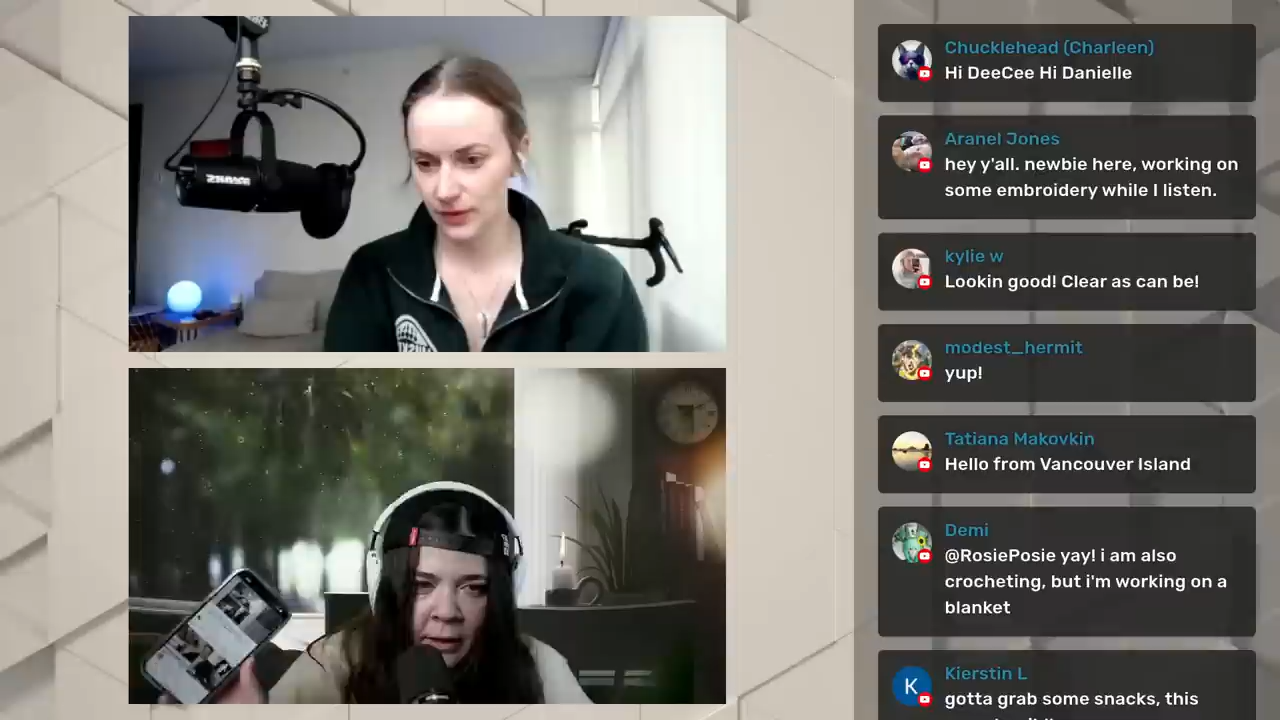 Chucklehead (Charleen)
Hi DeeCee Hi Danielle
Aranel Jones
hey y'all. newbie here, working on
some embroidery while I listen.
kylie w
Lookin good! Clear as can be!
modest_hermit
yup!
Tatiana Makovkin
Hello from Vancouver Island
Demi
@RosiePosie yay! i am also
crocheting, but i'm working on a
blanket
K
Kierstin L
gotta grab some snacks, this